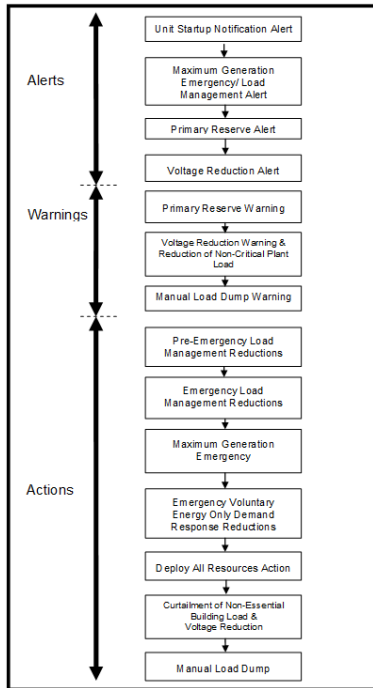 Alerts
Unit Startup Notification Alert
Maximum Generation
Emergency/ Load
Management Alert
Primary Reserve Alert
Voltage Reduction Alert
Warnings
Primary Reserve Warning
Voltage Reduction Warning &
Reduction of Non-Critical Plant
Load
Manual Load Dump Warning
Actions
Pre-Emergency Load
Management Reductions
Emergency Load
Management Reductions
Maximum Generation
Emergency
Emergency Voluntary
Energy Only Demand
Response Reductions
Deploy All Resources Action
Curtailment of Non-Essential
Building Load &
Voltage Reduction
Manual Load Dump